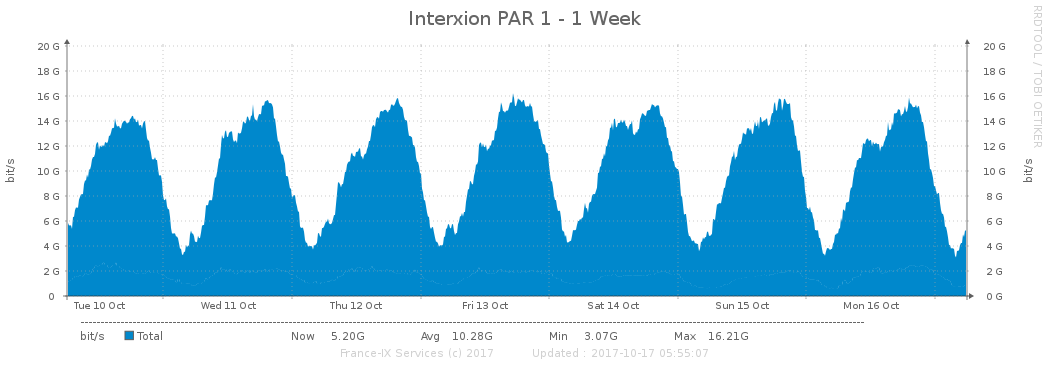 Interxion PAR 1 - 1 Week
RRDTOOL / TOBI OETIKER
bit/s
bit/s
20 G 20 G
18 G 18 G
16 G 16 G
14 G 14 G
12 G 12 G
10 G 10 G
8 G 8 G
6 G 6 G
4 G 4 G
2 G 2 G
0 0 G
Tue 10 Oct Wed 11 Oct Thu 12 Oct Fri 13 Oct Sat 14 Oct Sun 15 Oct Mon 16 Oct
bit/s Total Now 5.20G Avg 10.28G Min 3.07G Max 16.21G
France-IX Services (c) 2017 Updated : 2017-10-17 05:55:07